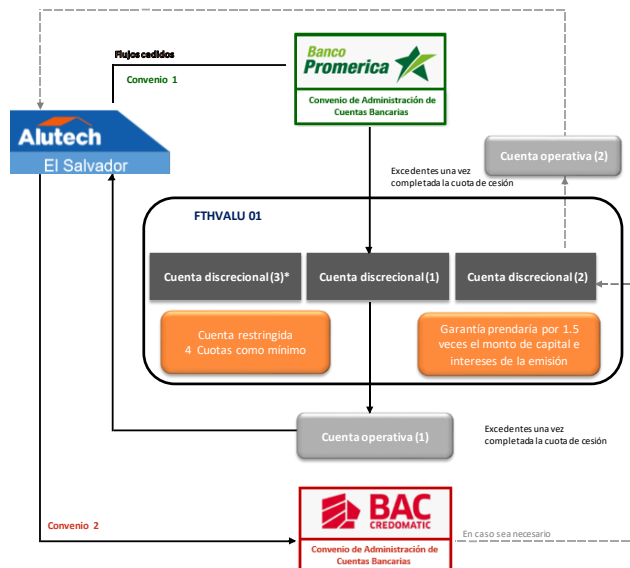 Flujos cedidos
Convenio 1
Banco
Promerica
Convenio de Administración de
Cuentas Bancarias
Alutech
El Salvador
Cuenta operativa (2)
Excedentes una vez
completada la cuota de cesión
FTHVALU 01
Cuenta discrecional (3)*
Cuenta discrecional (1)
Cuenta discrecional (2)
Cuenta restringida
4 Cuotas como mínimo
Garantía prendaría por 1.5
veces el monto de capital e
intereses de la emisión
Cuenta operativa (1)
Excedentes una vez
completada la cuota de cesión
Convenio 2
BAC
CREDOMATIC
Convenio de Administración de
Cuentas Bancarias
En caso sea necesario